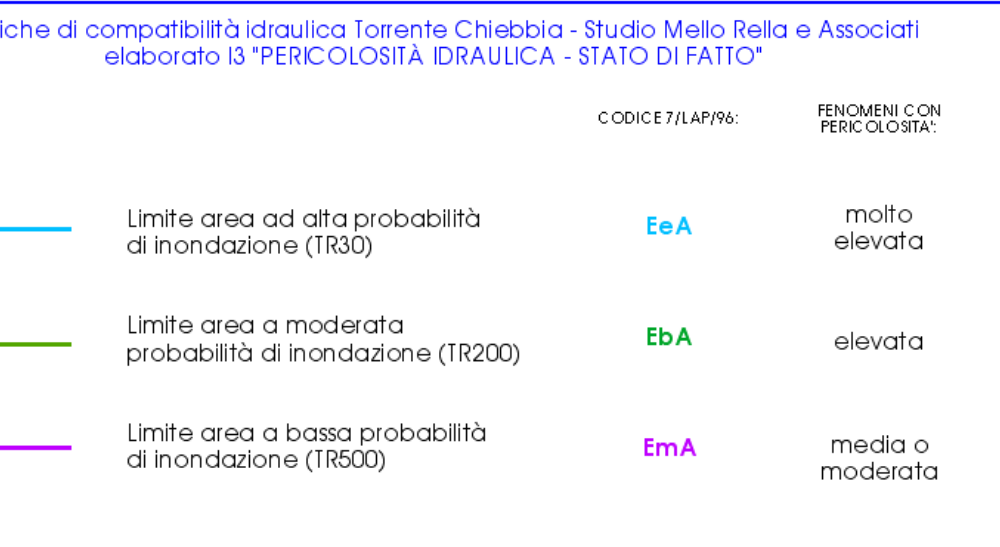 iche di compatibilità idraulica Torrente Chiebbia - Studio Mello Rella e Associati
elaborato I3 "PERICOLOSITÀ IDRAULICA - STATO DI FATTO"
CODICE 7/LAP/96:
FENOMENI CON
PERICOLOSITA':
Limite area ad alta probabilità
di inondazione (TR30)
EeA
molto
elevata
Limite area a moderata
probabilità di inondazione (TR200)
EbA
elevata
Limite area a bassa probabilità
di inondazione (TR500)
EmA
media o
moderata